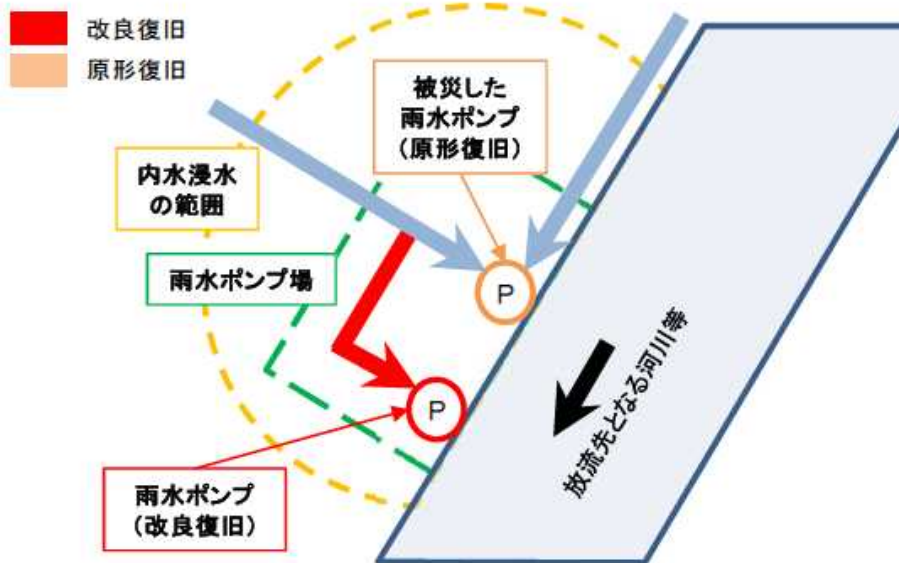 改良復旧
原形復旧
被災した
雨水ポンプ
（原形復旧）
内水浸水
の範囲
雨水ポンプ場
P
P
放流先となる河川等
雨水ポンプ
（改良復旧）